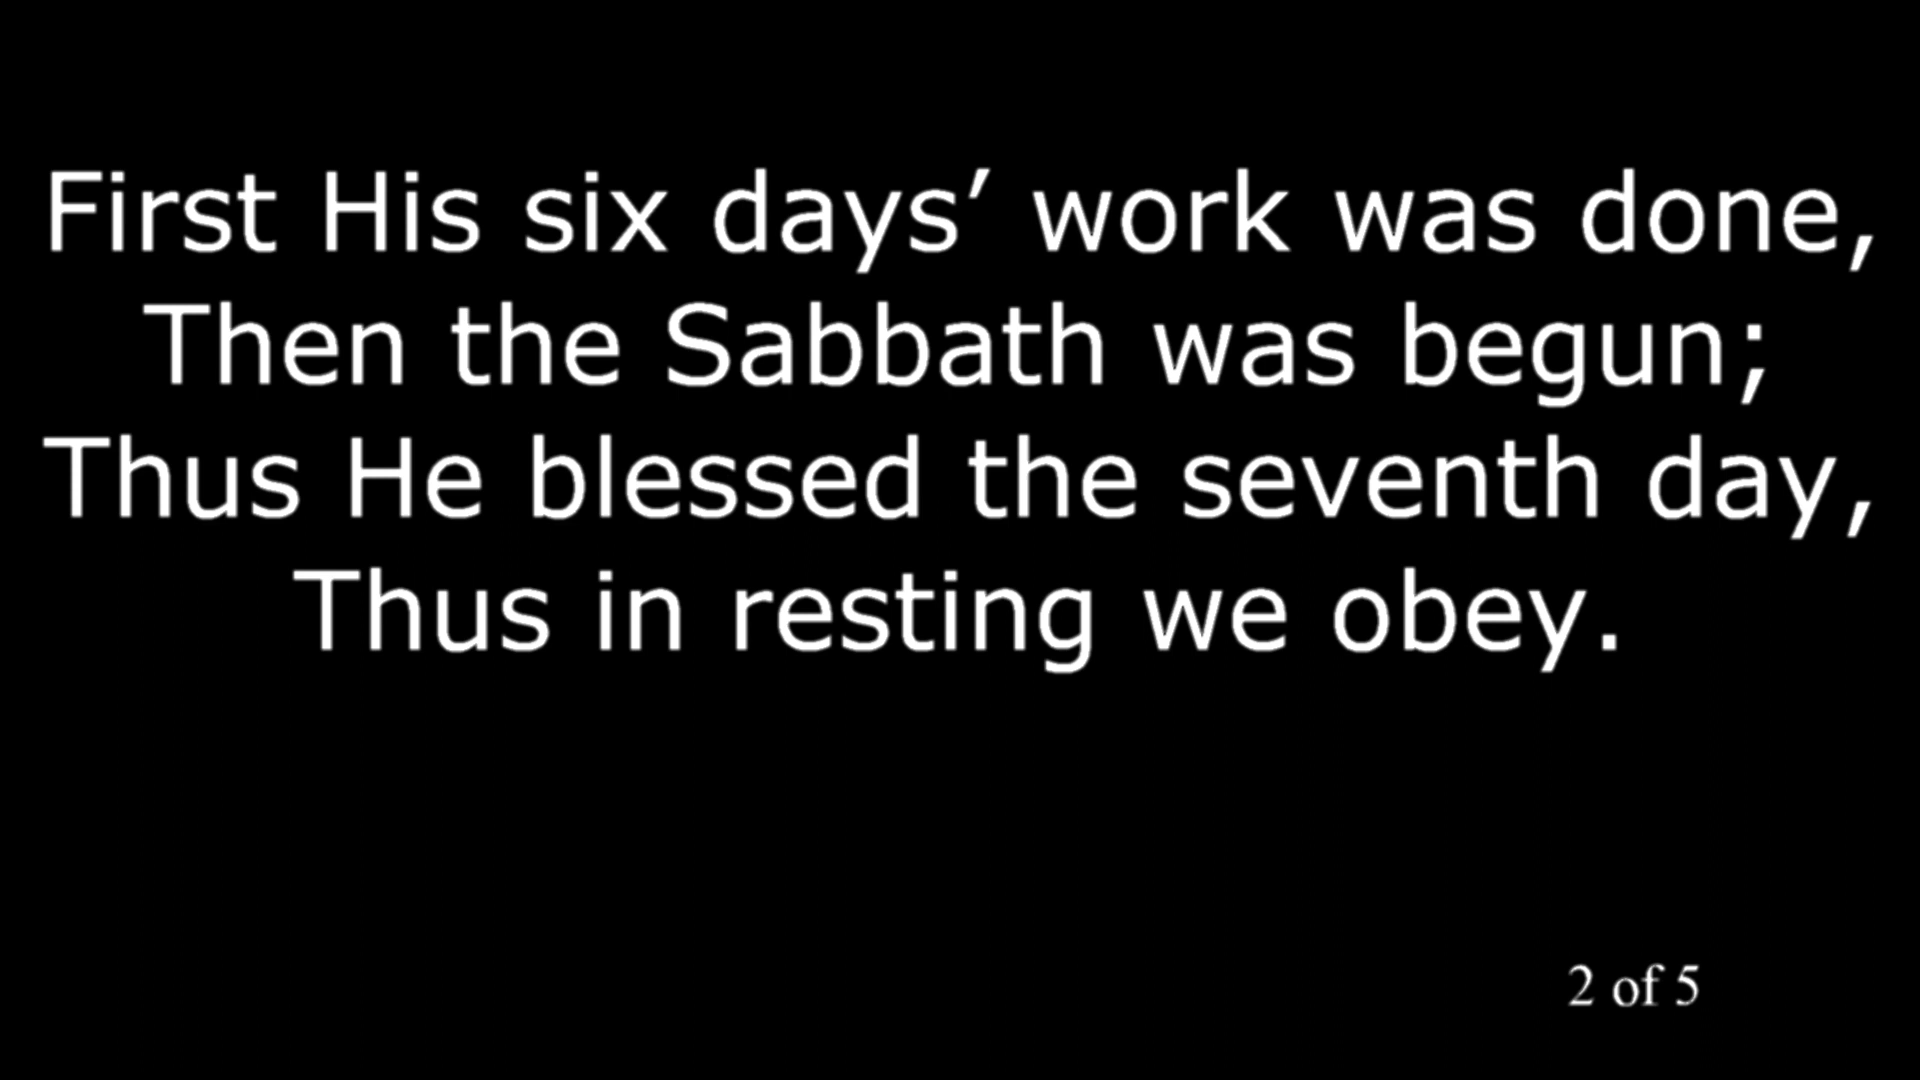 First His six days’ work was done,
Then the Sabbath was begun;
Thus He blessed the seventh day,
Thus in resting we obey.
2 of 5